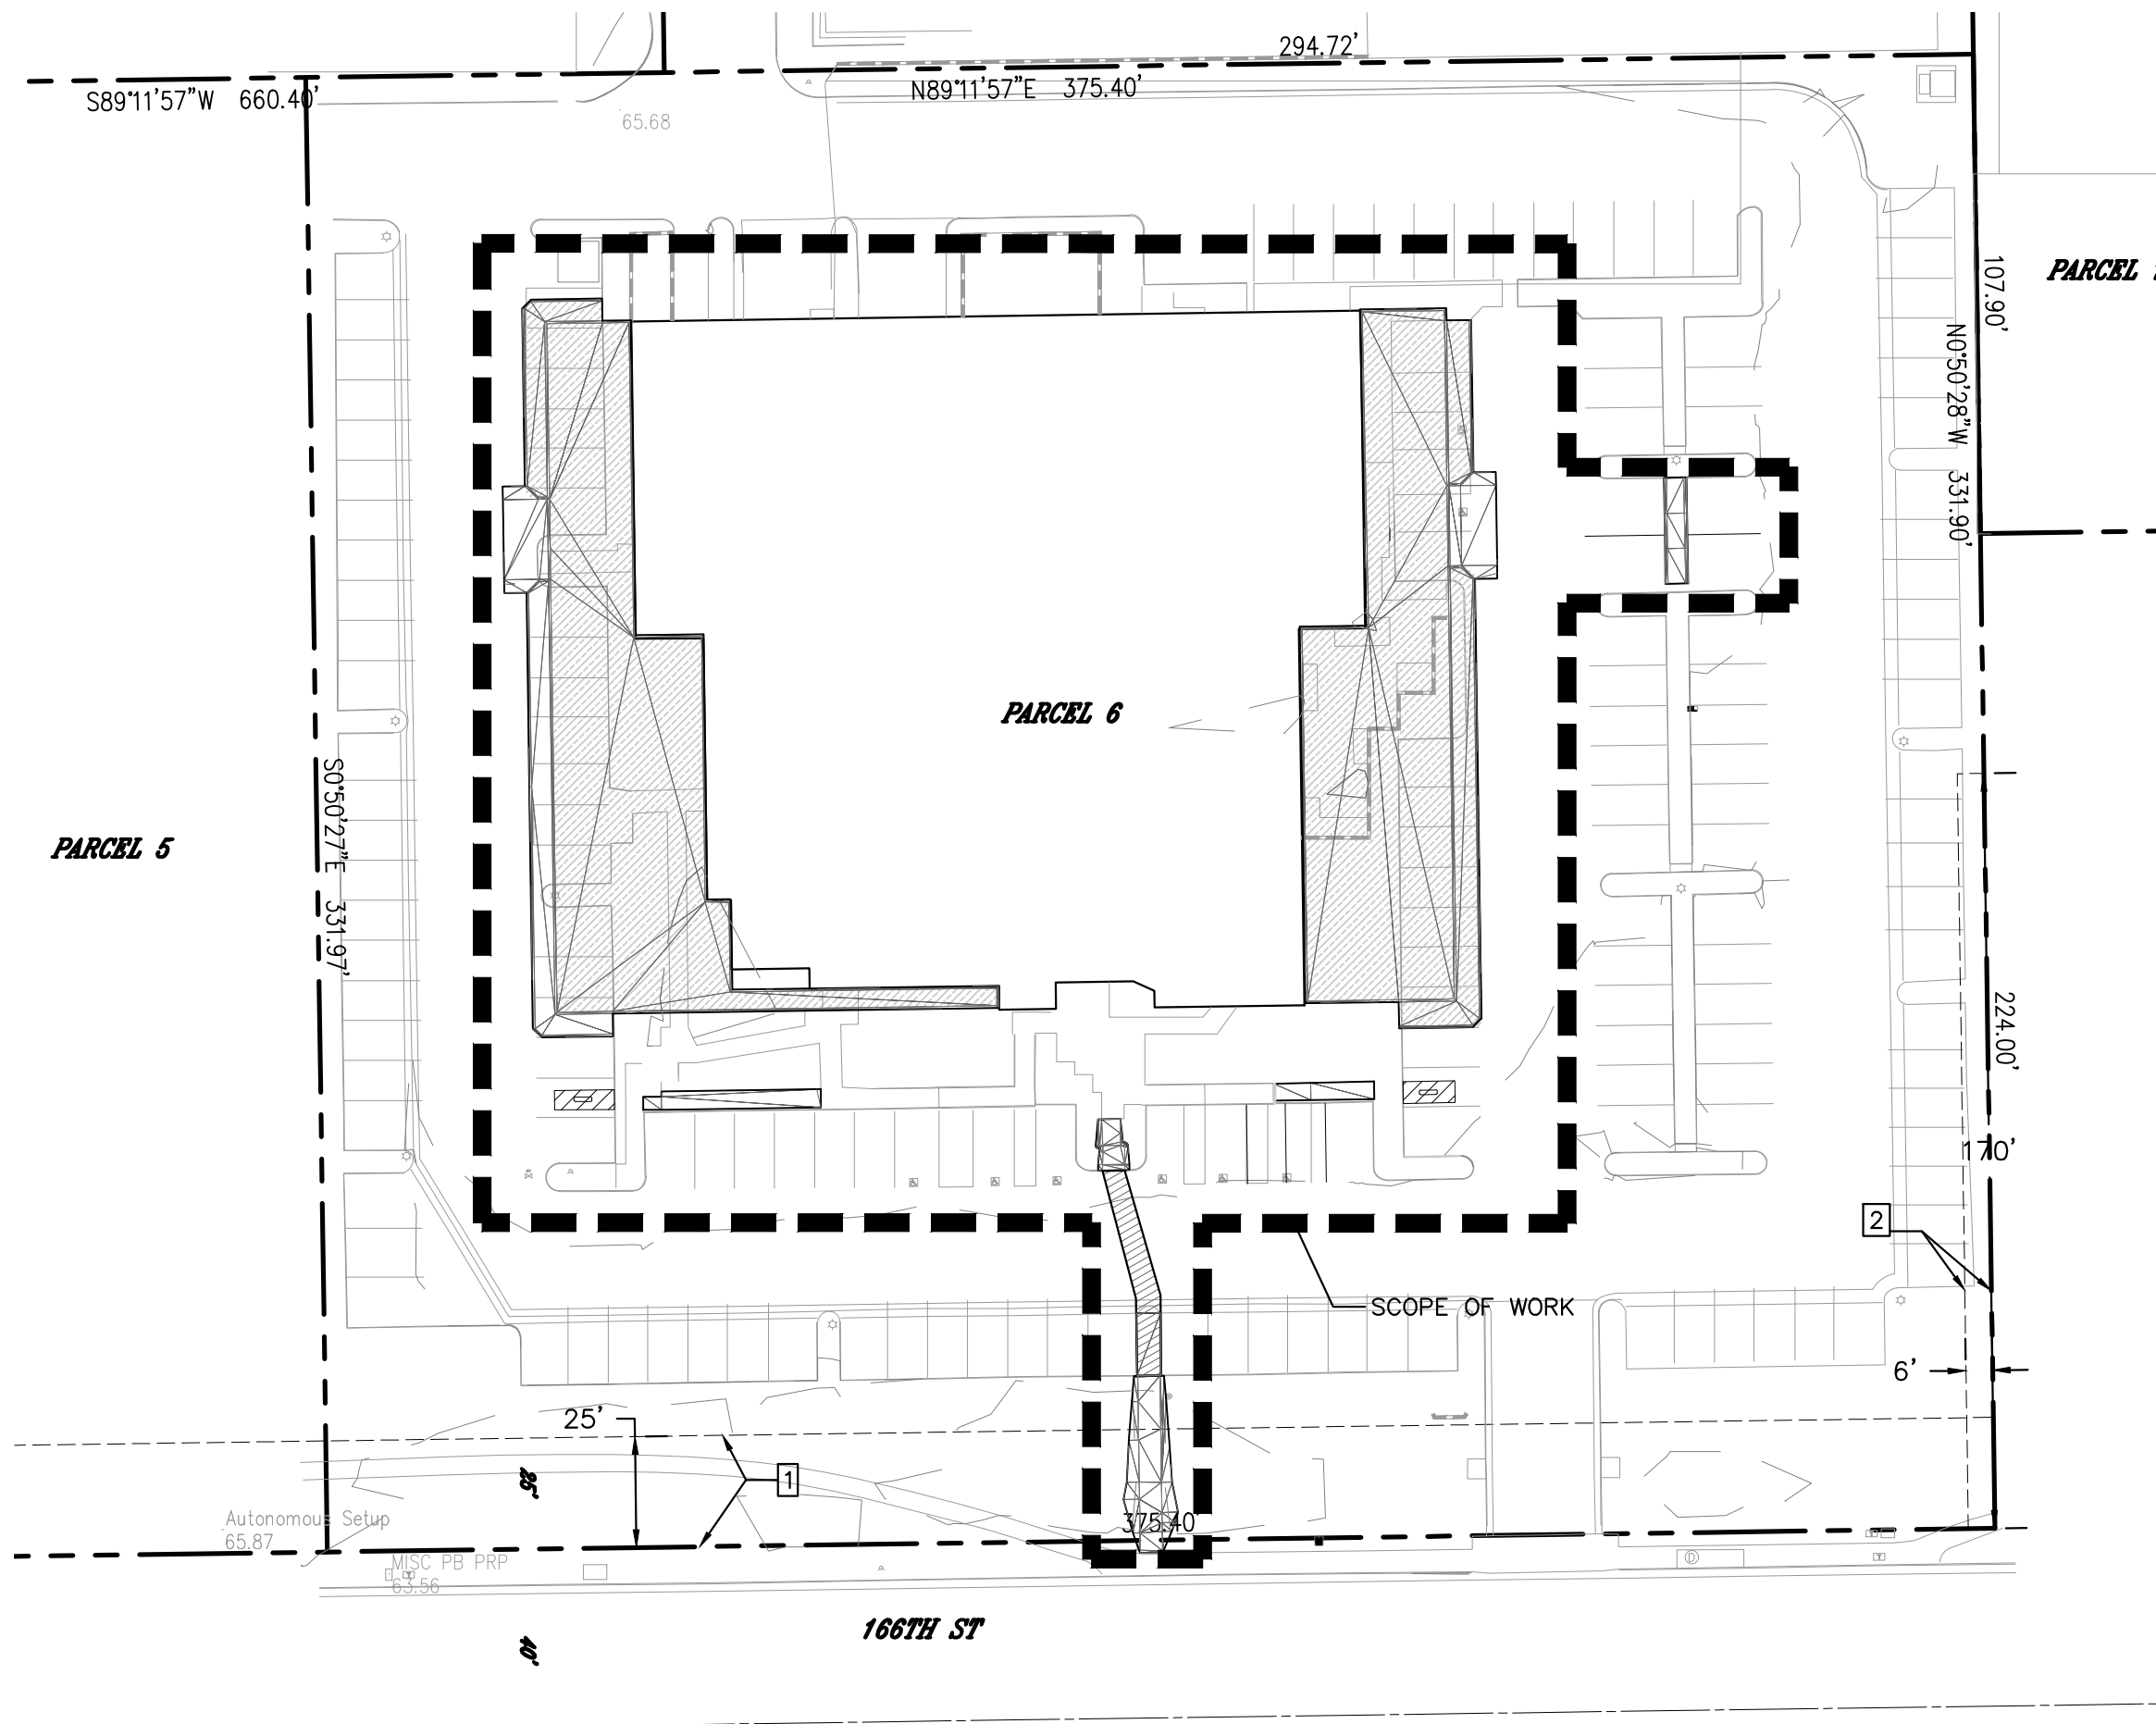 294.72'
S89°11'57"W 660.40'
N89°11'57"E 375.40'
65.68
107.90'
PARCEL
N0°50'28"W 331.90'
PARCEL 6
S0°50'27"E 331.97'
PARCEL 5
224.00'
170'
2
SCOPE OF WORK
6'
25'
25'
1
375.40'
Autonomous Setup
65.87
MISC PB PRP
63.56
166TH ST
40'